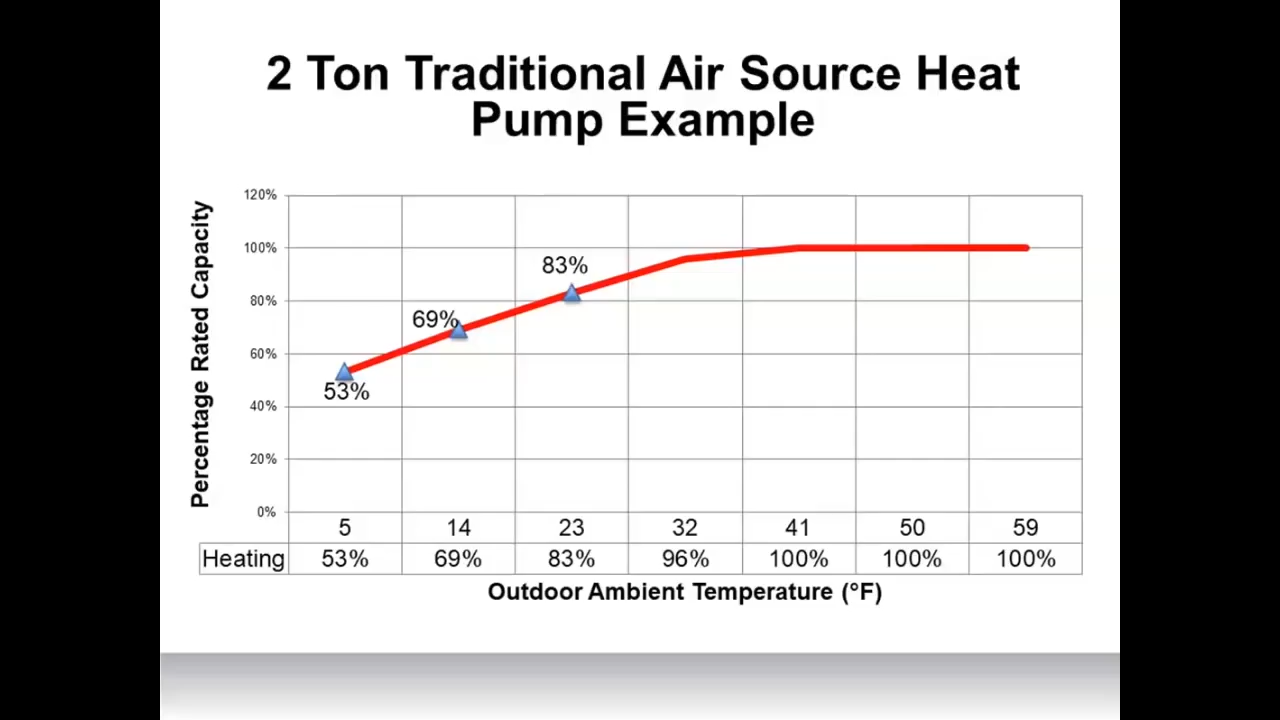 2 Ton Traditional Air Source Heat
Pump Example
Percentage Rated Capacity
120%
100%
80%
60%
40%
20%
0%
53%
69%
83%
5 14 23 32 41 50 59
Heating 53% 69% 83% 96% 100% 100% 100%
Outdoor Ambient Temperature (°F)